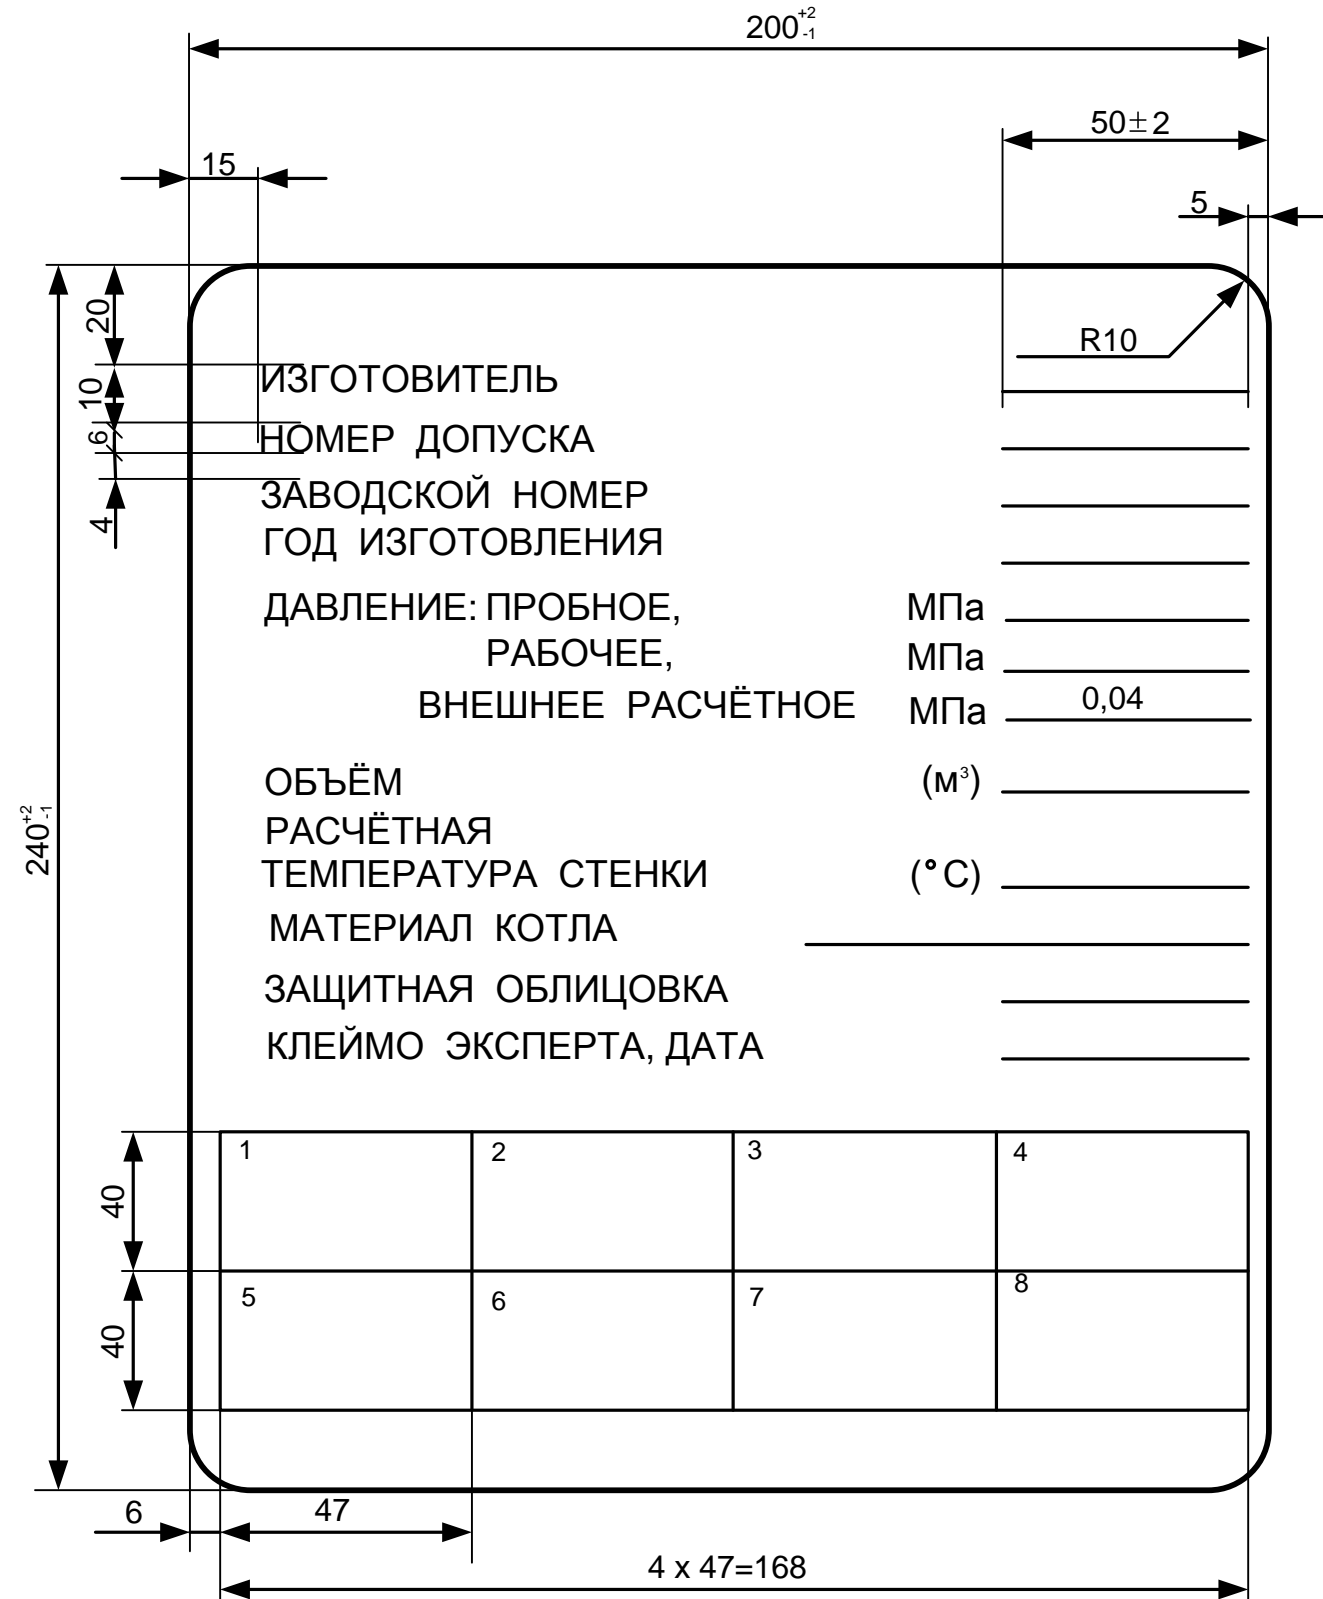 200+2-1
50±2
15
5
20
R10
10
ИЗГОТОВИТЕЛЬ
6
НОМЕР ДОПУСКА
4
ЗАВОДСКОЙ НОМЕР
ГОД ИЗГОТОВЛЕНИЯ
ДАВЛЕНИЕ: ПРОБНОЕ, МПа
РАБОЧЕЕ, МПа
ВНЕШНЕЕ РАСЧЁТНОЕ МПа 0,04
ОБЪЁМ (м³)
240+2-1
РАСЧЁТНАЯ
ТЕМПЕРАТУРА СТЕНКИ (°С)
МАТЕРИАЛ КОТЛА
ЗАЩИТНАЯ ОБЛИЦОВКА
КЛЕЙМО ЭКСПЕРТА, ДАТА
1 2 3 4
40
5 6 7 8
40
6 47
4 x 47=168